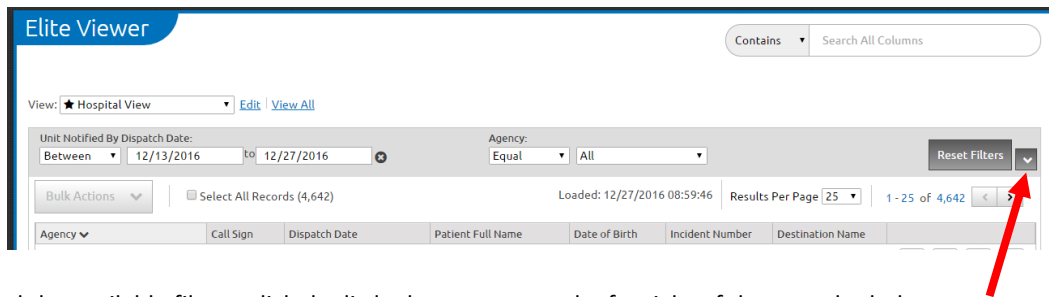 Elite Viewer
Contains Search All Columns
View: ★ Hospital View Edit View All
Unit Notified By Dispatch Date: Agency:
Between 12/13/2016 to 12/27/2016 Equal All Reset Filters
Bulk Actions Select All Records (4,642) Loaded: 12/27/2016 08:59:46 Results Per Page 25 1 - 25 of 4,642 < >
Agency Call Sign Dispatch Date Patient Full Name Date of Birth Incident Number Destination Name